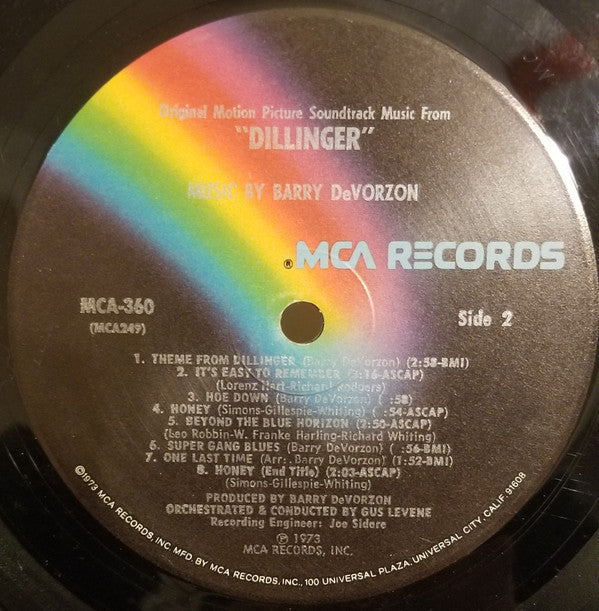 Original Motion Picture Soundtrack Music From
"DILLINGER"
MUSIC BY BARRY DeVORZON
®MCA RECORDS
MCA-360
(MCA249)
Side 2
1. THEME FROM DILLINGER (Barry DeVorzon) (2:58-BMI)
2. IT'S EASY TO REMEMBER (3:16-ASCAP)
(Lorenz Hart-Richard Rodgers)
3. HOE DOWN (Barry DeVorzon) ( :58)
4. HONEY (Simons-Gillespie-Whiting) ( :54-ASCAP)
5. BEYOND THE BLUE HORIZON (2:50-ASCAP)
(Leo Robbin-W. Franke Harling-Richard Whiting)
6. SUPER GANG BLUES ( :56-BMI)
7. ONE LAST TIME (Arr. Barry DeVorzon) (1:52-BMI)
8. HONEY (End Title) (2:03-ASCAP)
(Simons-Gillespie-Whiting)
PRODUCED BY BARRY DeVORZON
ORCHESTRATED & CONDUCTED BY GUS LEVENE
Recording Engineer: Joe Sidore
℗ 1973
MCA RECORDS, INC.
©1973 MCA RECORDS, INC. MFD. BY MCA RECORDS, INC., 100 UNIVERSAL PLAZA, UNIVERSAL CITY, CALIF. 91608